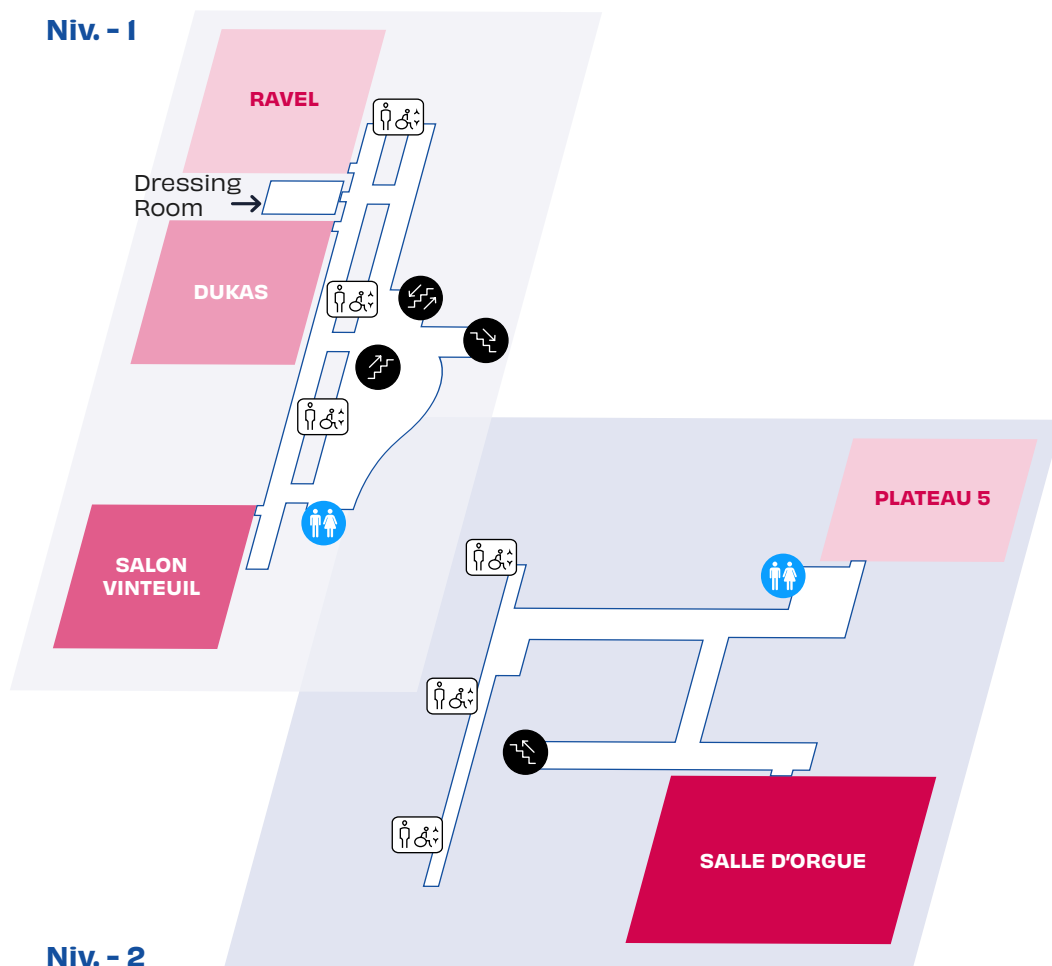 Niv. - 1
RAVEL
Dressing
Room
DUKAS
SALON
VINTEUIL
PLATEAU 5
SALLE D'ORGUE
Niv. - 2